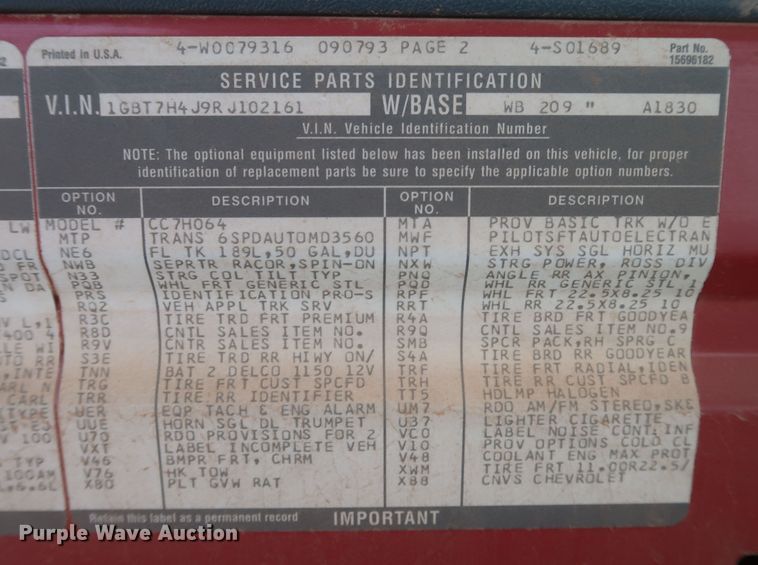 Printed in U.S.A. 4-W0C79316 090793 PAGE 2 4-S01689 Part No. 15696182
SERVICE PARTS IDENTIFICATION
V.I.N. 1GBT7H4J9RJ102161 W/BASE WB 209 " A1830
V.I.N. Vehicle Identification Number
NOTE: The optional equipment listed below has been installed on this vehicle, for proper
identification of replacement parts be sure to specify the applicable option numbers.
OPTION NO. DESCRIPTION OPTION NO. DESCRIPTION
MODEL # CC7H064 MTA PROV BASIC TRK W/O E
MTP TRANS 6SPDAUTOMD3560 MWF PILOTSFTAUTOELECTRAN
NE6 FL TK 189L,50 GAL,DU NPT EXH SYS SGL HORIZ MU
NWB SEPRTR RACOR,SPIN-ON NXW STRG POWER, ROSS DIV
N33 STRG COL TILT TYP ANGLE RR AX PINION,
PQB WHL FRT GENERIC STL PQD WHL RR GENERIC STL 1
PRS IDENTIFICATION PRO-S RPF WHL FRT 22.5X8.25 10
RQ2 VEH APPL TRK SRV RRT WHL RR 22.5X8.25 10
R3C TIRE TRD FRT PREMIUM R4A TIRE BRD FRT GOODYEA
R8D CNTL SALES ITEM NO. R9Q CNTL SALES ITEM NO.9
R9V CNTR SALES ITEM NO. SMB SPCR PACK,RH SPRG C
S3E TIRE TRD RR HIWY ON/ S4A TIRE BRD RR GOODYEAR
TNN BAT 2 DELCO 1150 12V TRF TIRE FRT RADIAL,IDEN
TRG TIRE FRT CUST SPCFD TRH TIRE RR CUST SPCFD 8
TRR TIRE RR IDENTIFIER TT5 HDLMP HALOGEN
UER EQP TACH & ENG ALARM UM7 RDO AM/FM STEREO,SKE
UUE HORN SGL DL TRUMPET U37 LIGHTER CIGARETTE
U70 RDO PROVISIONS FOR 2 VC0 LABEL NOISE CONT INF
VXT LABEL INCOMPLETE VEH V10 PROV OPTIONS COLD CL
V46 BMPR FRT, CHRM V48 COOLANT ENG MAX PROT
V76 HK TOW XWM TIRE FRT 11.00R22.5/
X80 PLT GVW RAT X88 CNVS CHEVROLET
Retain this label as a permanent record IMPORTANT
Purple Wave Auction